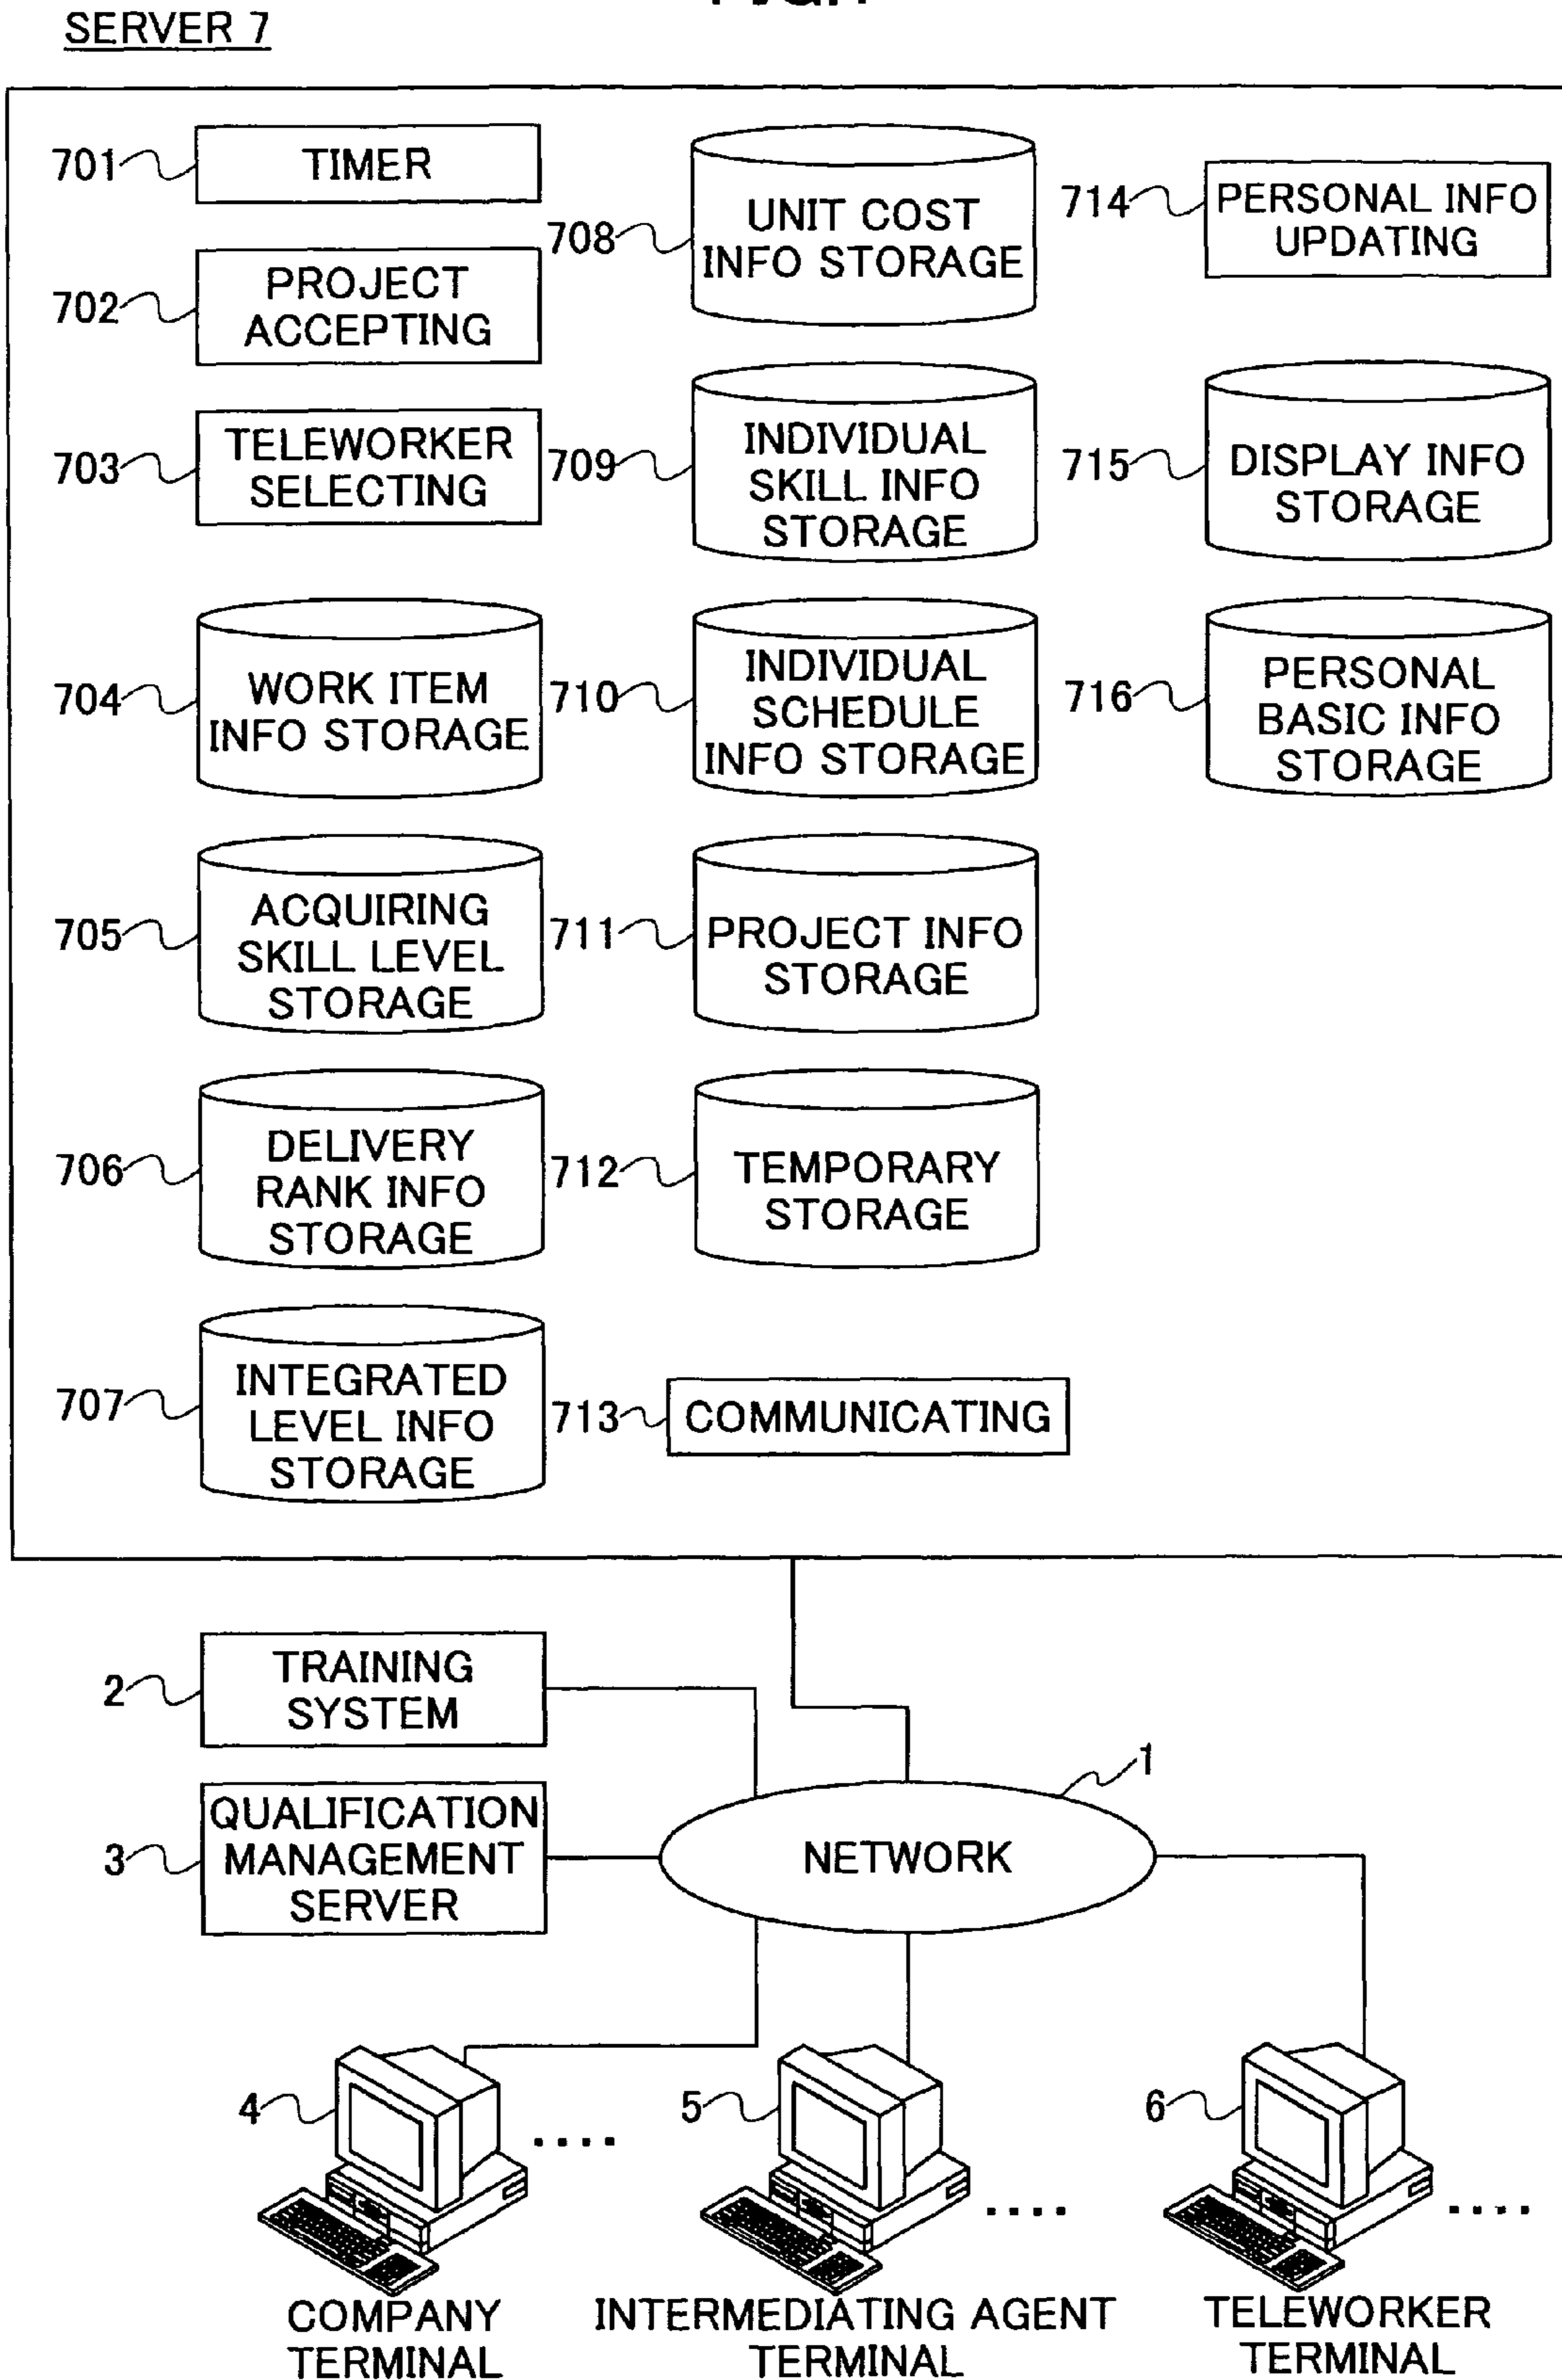 SERVER 7
701
TIMER
702
PROJECT
ACCEPTING
703
TELEWORKER
SELECTING
704
WORK ITEM
INFO STORAGE
705
ACQUIRING
SKILL LEVEL
STORAGE
706
DELIVERY
RANK INFO
STORAGE
707
INTEGRATED
LEVEL INFO
STORAGE
708
UNIT COST
INFO STORAGE
709
INDIVIDUAL
SKILL INFO
STORAGE
710
INDIVIDUAL
SCHEDULE
INFO STORAGE
711
PROJECT INFO
STORAGE
712
TEMPORARY
STORAGE
713
COMMUNICATING
714
PERSONAL INFO
UPDATING
715
DISPLAY INFO
STORAGE
716
PERSONAL
BASIC INFO
STORAGE
2
TRAINING
SYSTEM
3
QUALIFICATION
MANAGEMENT
SERVER
1
NETWORK
4
....
COMPANY
TERMINAL
5
....
INTERMEDIATING AGENT
TERMINAL
6
....
TELEWORKER
TERMINAL